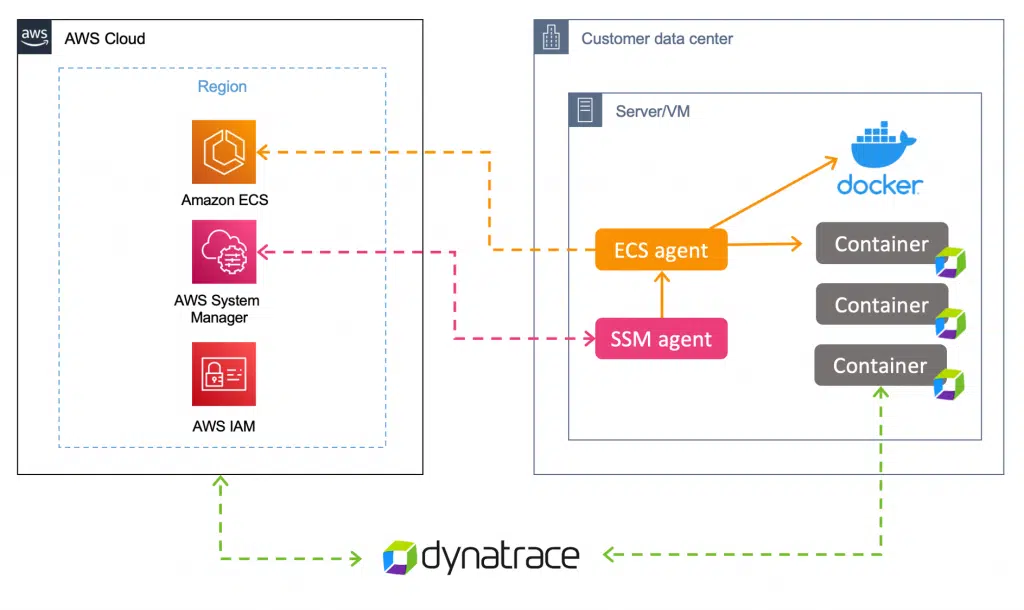 aws
AWS Cloud
Region
Amazon ECS
AWS System
Manager
AWS IAM
Customer data center
Server/VM
docker
ECS agent
Container
Container
SSM agent
Container
dynatrace